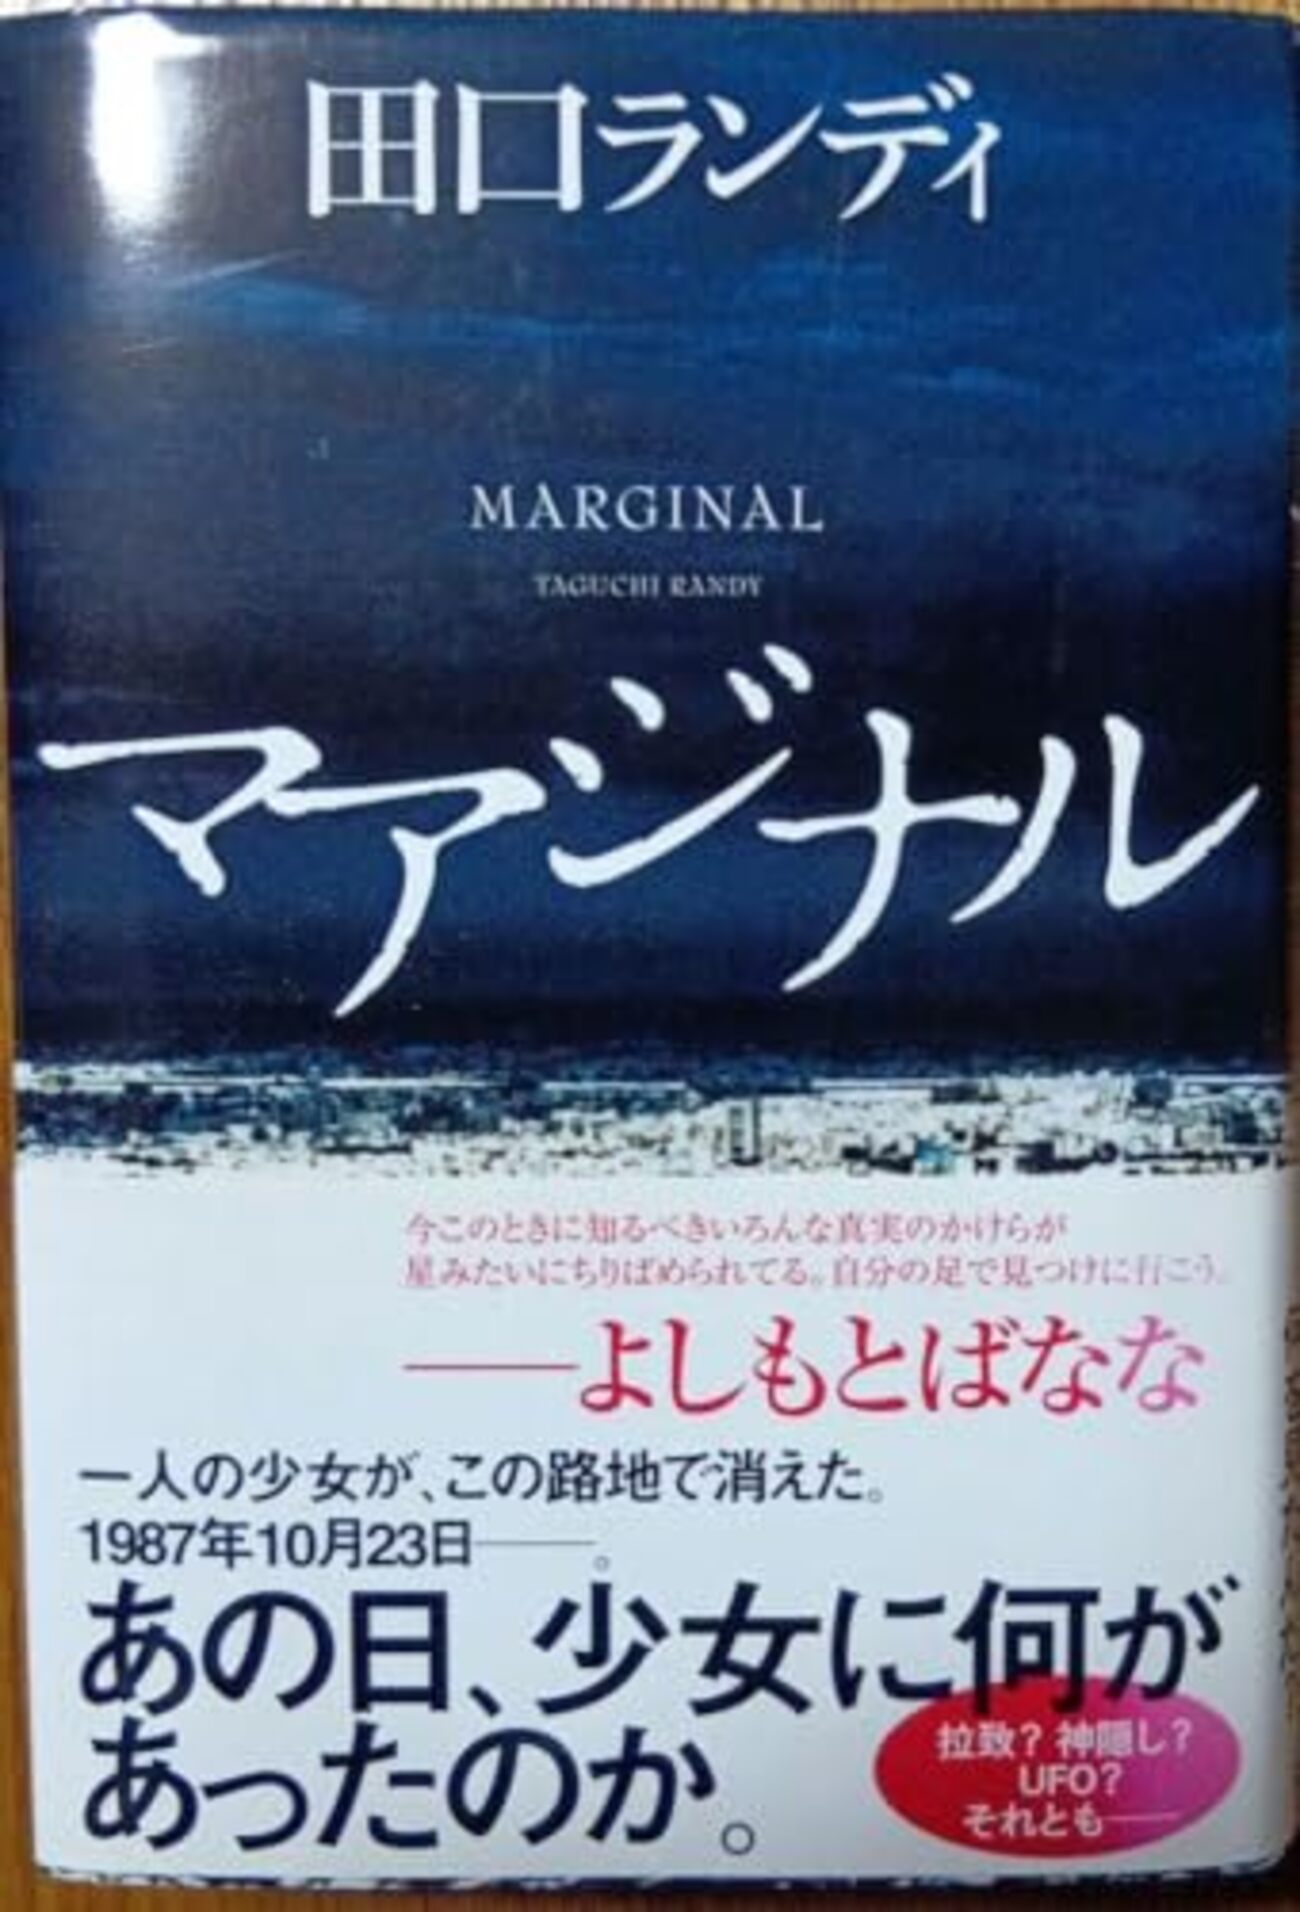 田口ランディ
MARGINAL
TAGUCHI RANDY
マアジナル
今このときに知るべきいろんな真実のかけらが
星みたいにちりばめられてる。自分の足で見つけに行こう。
——よしもとばなな
一人の少女が、この路地で消えた。
1987年10月23日——。
あの日、少女に何が
あったのか。
拉致？ 神隠し？
UFO？
それとも——